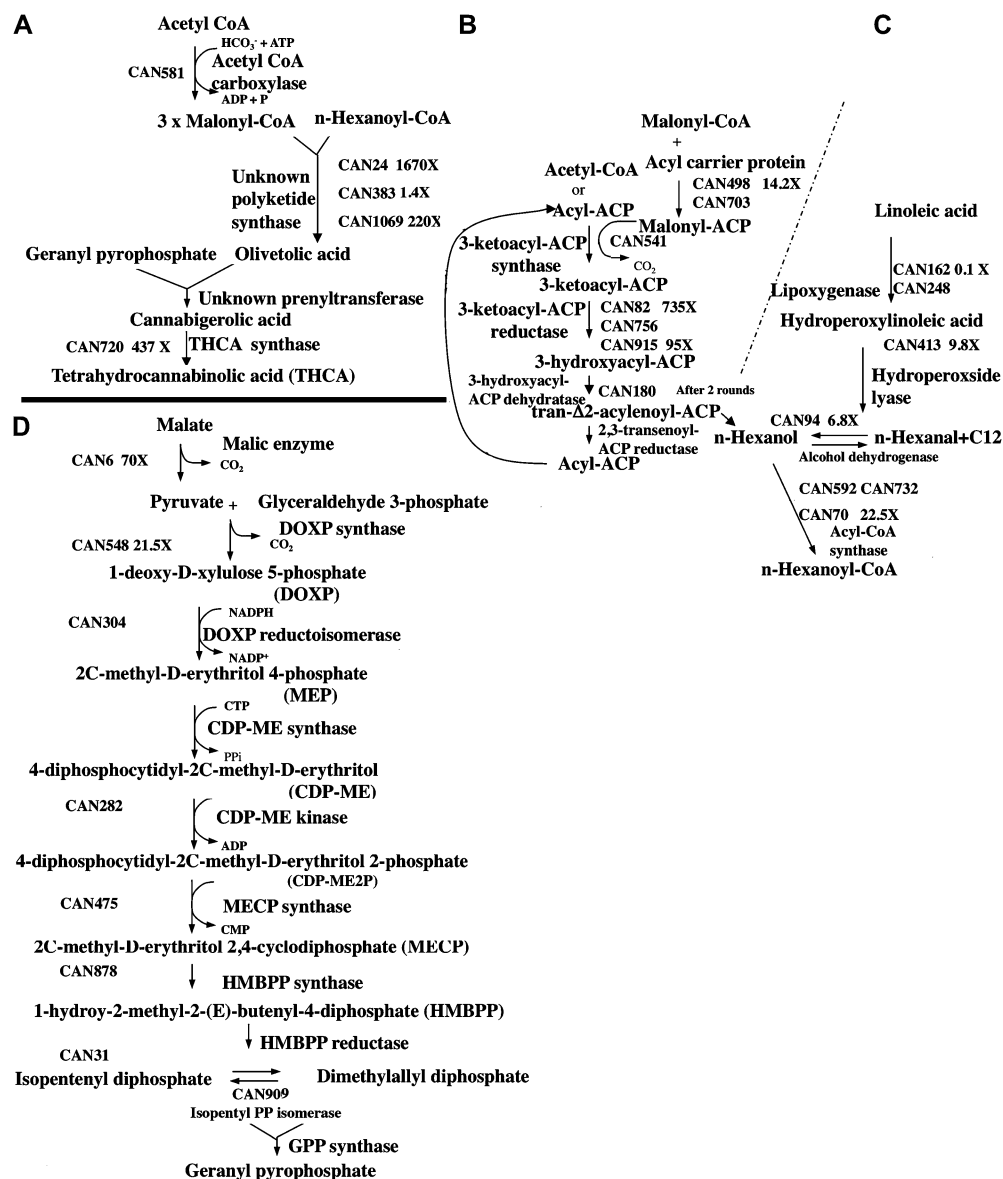 A
Acetyl CoA
HCO3- + ATP
CAN581
Acetyl CoA
carboxylase
ADP + P
3 x Malonyl-CoA
n-Hexanoyl-CoA
Unknown
polyketide
synthase
CAN24 1670X
CAN383 1.4X
CAN1069 220X
Geranyl pyrophosphate
Olivetolic acid
Unknown prenyltransferase
Cannabigerolic acid
CAN720 437 X
THCA synthase
Tetrahydrocannabinolic acid (THCA)
B
Malonyl-CoA
+
Acyl carrier protein
Acetyl-CoA
or
Acyl-ACP
CAN498 14.2X
CAN703
Malonyl-ACP
3-ketoacyl-ACP
synthase
CAN541
CO2
3-ketoacyl-ACP
3-ketoacyl-ACP
reductase
CAN82 735X
CAN756
CAN915 95X
3-hydroxyacyl-ACP
3-hydroxyacyl-
ACP dehydratase
CAN180
After 2 rounds
tran-Δ2-acylenoyl-ACP
2,3-transenoyl-
ACP reductase
Acyl-ACP
C
Linoleic acid
CAN162 0.1 X
CAN248
Lipoxygenase
Hydroperoxylinoleic acid
CAN413 9.8X
Hydroperoxside
lyase
CAN94 6.8X
n-Hexanol
n-Hexanal+C12
Alcohol dehydrogenase
CAN592 CAN732
CAN70 22.5X
Acyl-CoA
synthase
n-Hexanoyl-CoA
D
Malate
Malic enzyme
CAN6 70X
CO2
Pyruvate + Glyceraldehyde 3-phosphate
DOXP synthase
CAN548 21.5X
CO2
1-deoxy-D-xylulose 5-phosphate
(DOXP)
NADPH
CAN304
DOXP reductoisomerase
NADP+
2C-methyl-D-erythritol 4-phosphate
(MEP)
CTP
CDP-ME synthase
PPi
4-diphosphocytidyl-2C-methyl-D-erythritol
(CDP-ME)
CAN282
CDP-ME kinase
ADP
4-diphosphocytidyl-2C-methyl-D-erythritol 2-phosphate
(CDP-ME2P)
CAN475
MECP synthase
CMP
2C-methyl-D-erythritol 2,4-cyclodiphosphate (MECP)
CAN878
HMBPP synthase
1-hydroy-2-methyl-2-(E)-butenyl-4-diphosphate (HMBPP)
HMBPP reductase
CAN31
Isopentenyl diphosphate
Dimethylallyl diphosphate
CAN909
Isopentyl PP isomerase
GPP synthase
Geranyl pyrophosphate